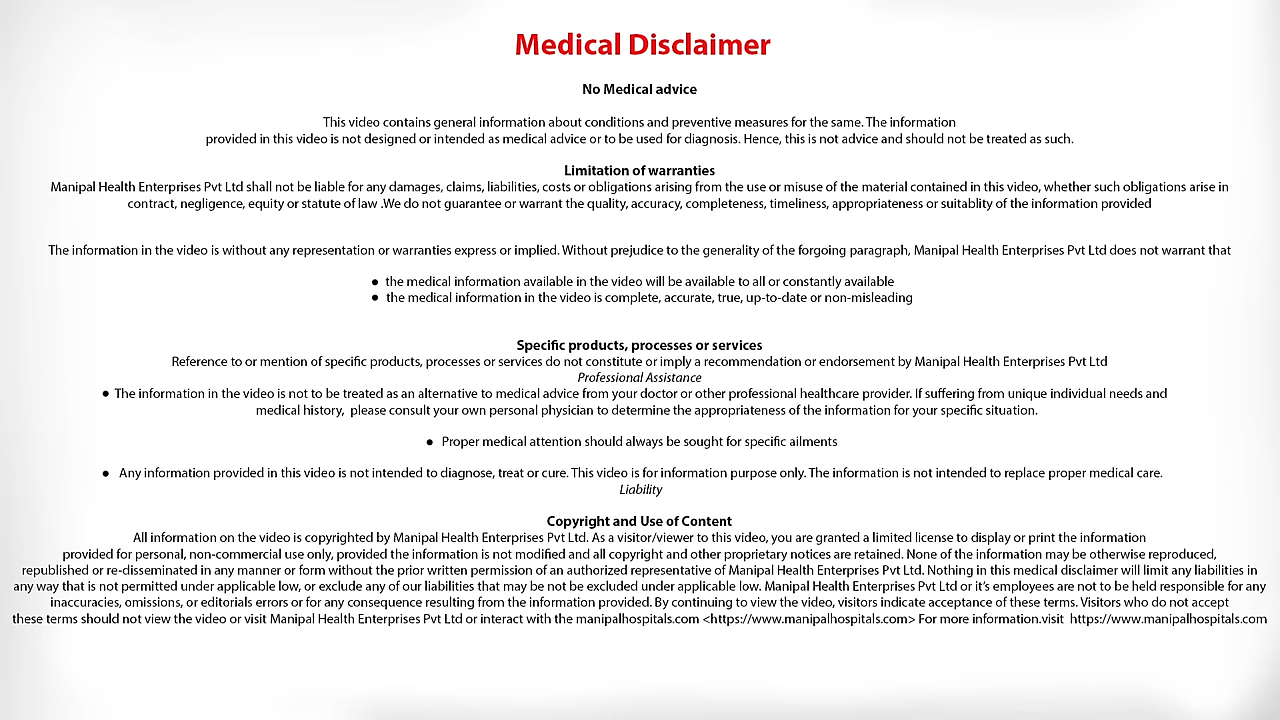 Medical Disclaimer
No Medical advice
This video contains general information about conditions and preventive measures for the same. The information
provided in this video is not designed or intended as medical advice or to be used for diagnosis. Hence, this is not advice and should not be treated as such.
Limitation of warranties
Manipal Health Enterprises Pvt Ltd shall not be liable for any damages, claims, liabilities, costs or obligations arising from the use or misuse of the material contained in this video, whether such obligations arise in
contract, negligence, equity or statute of law .We do not guarantee or warrant the quality, accuracy, completeness, timeliness, appropriateness or suitablity of the information provided
The information in the video is without any representation or warranties express or implied. Without prejudice to the generality of the forgoing paragraph, Manipal Health Enterprises Pvt Ltd does not warrant that
● the medical information available in the video will be available to all or constantly available
● the medical information in the video is complete, accurate, true, up-to-date or non-misleading
Specific products, processes or services
Reference to or mention of specific products, processes or services do not constitute or imply a recommendation or endorsement by Manipal Health Enterprises Pvt Ltd
Professional Assistance
● The information in the video is not to be treated as an alternative to medical advice from your doctor or other professional healthcare provider. If suffering from unique individual needs and
medical history, please consult your own personal physician to determine the appropriateness of the information for your specific situation.
● Proper medical attention should always be sought for specific ailments
● Any information provided in this video is not intended to diagnose, treat or cure. This video is for information purpose only. The information is not intended to replace proper medical care.
Liability
Copyright and Use of Content
All information on the video is copyrighted by Manipal Health Enterprises Pvt Ltd. As a visitor/viewer to this video, you are granted a limited license to display or print the information
provided for personal, non-commercial use only, provided the information is not modified and all copyright and other proprietary notices are retained. None of the information may be otherwise reproduced,
republished or re-disseminated in any manner or form without the prior written permission of an authorized representative of Manipal Health Enterprises Pvt Ltd. Nothing in this medical disclaimer will limit any liabilities in
any way that is not permitted under applicable low, or exclude any of our liabilities that may be not be excluded under applicable low. Manipal Health Enterprises Pvt Ltd or it's employees are not to be held responsible for any
inaccuracies, omissions, or editorials errors or for any consequence resulting from the information provided. By continuing to view the video, visitors indicate acceptance of these terms. Visitors who do not accept
these terms should not view the video or visit Manipal Health Enterprises Pvt Ltd or interact with the manipalhospitals.com <https://www.manipalhospitals.com> For more information.visit https://www.manipalhospitals.com